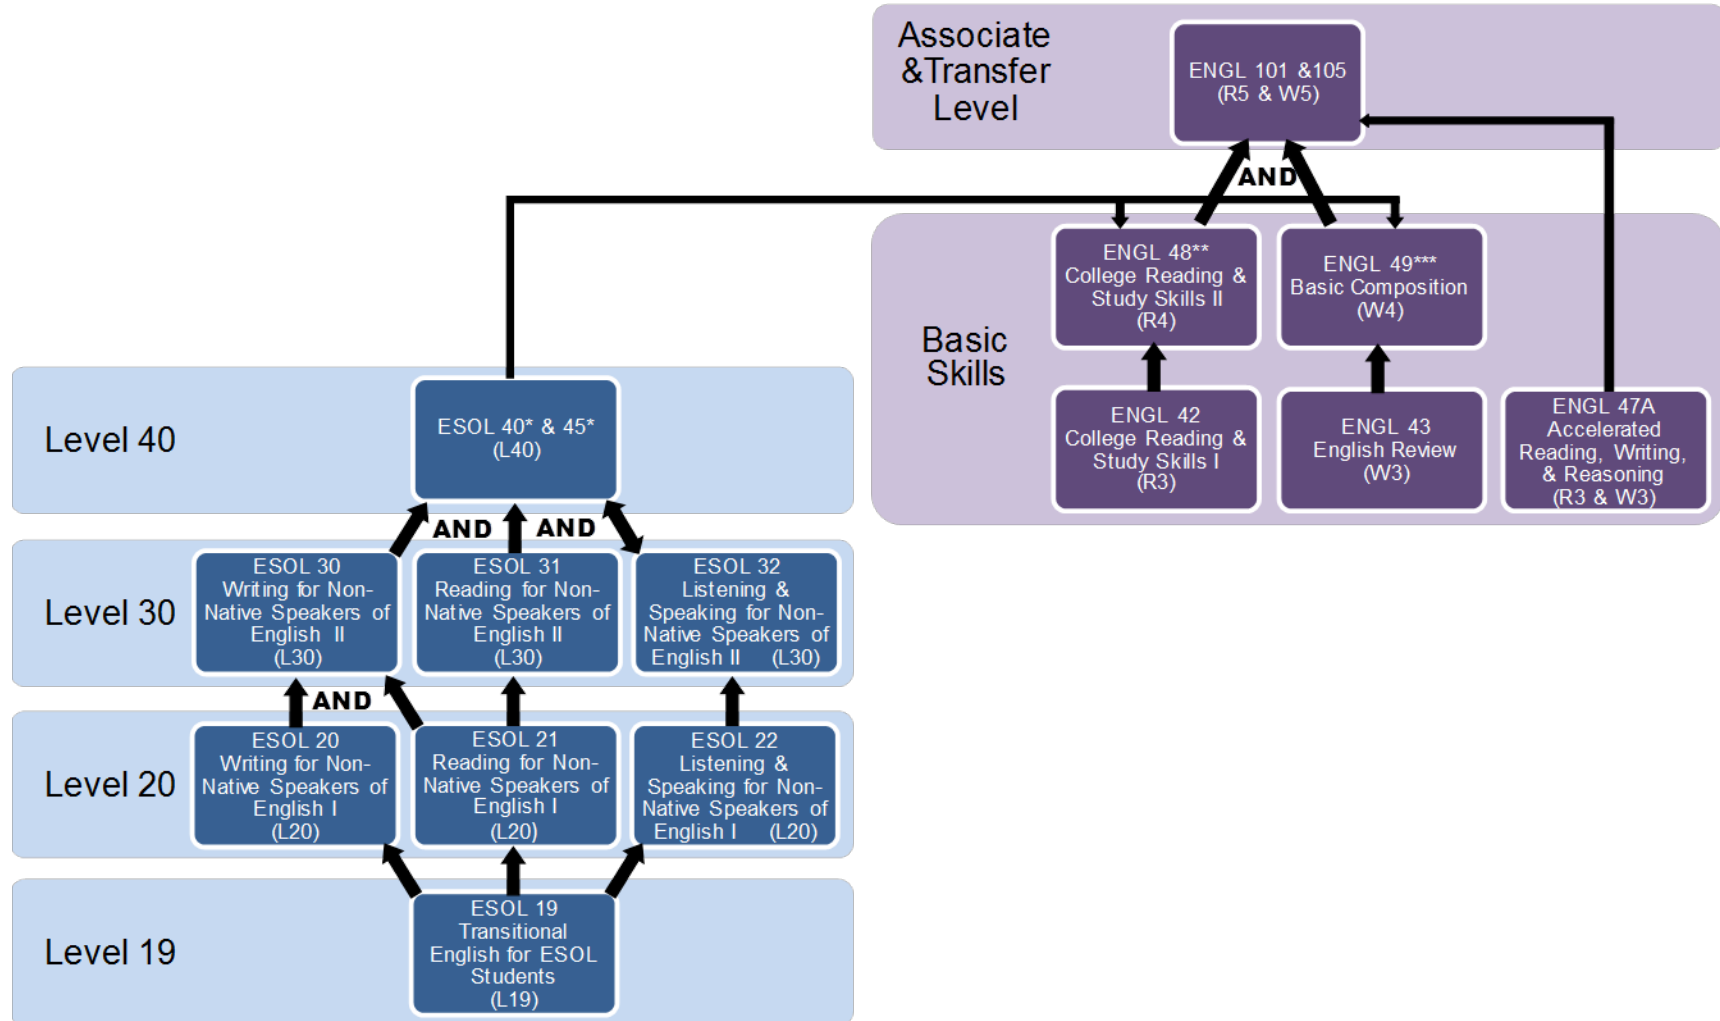 Associate
&Transfer
Level
ENGL 101 &105
(R5 & W5)
AND
Basic
Skills
ENGL 48**
College Reading &
Study Skills II
(R4)
ENGL 49***
Basic Composition
(W4)
ENGL 42
College Reading &
Study Skills I
(R3)
ENGL 43
English Review
(W3)
ENGL 47A
Accelerated
Reading, Writing,
& Reasoning
(R3 & W3)
Level 40
ESOL 40* & 45*
(L40)
AND
AND
Level 30
ESOL 30
Writing for Non-
Native Speakers of
English II
(L30)
ESOL 31
Reading for Non-
Native Speakers of
English II
(L30)
ESOL 32
Listening &
Speaking for Non-
Native Speakers of
English II (L30)
AND
Level 20
ESOL 20
Writing for Non-
Native Speakers of
English I
(L20)
ESOL 21
Reading for Non-
Native Speakers of
English I
(L20)
ESOL 22
Listening &
Speaking for Non-
Native Speakers of
English I (L20)
Level 19
ESOL 19
Transitional
English for ESOL
Students
(L19)